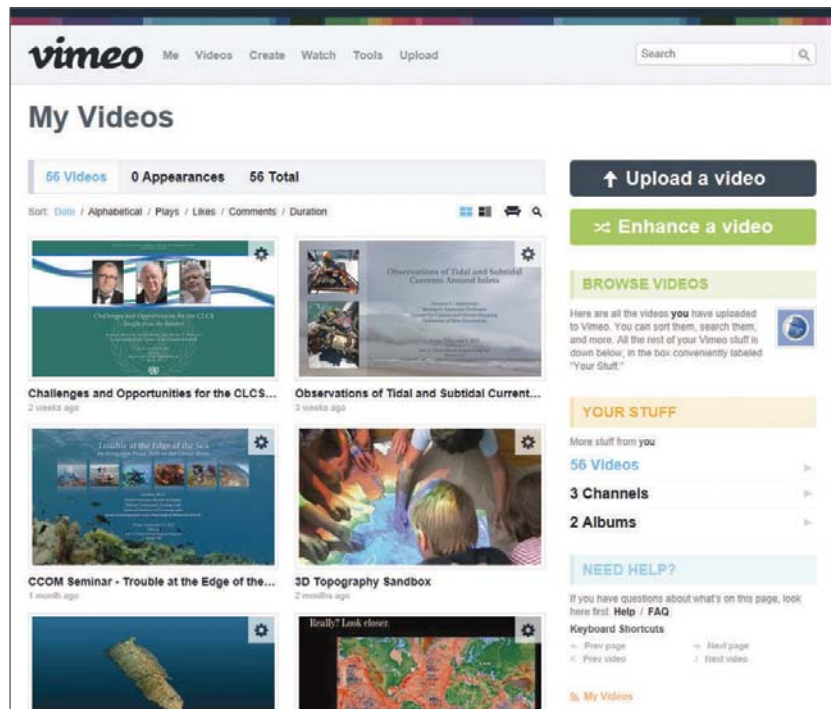 vimeo Me Videos Create Watch Tools Upload Search
My Videos
56 Videos 0 Appearances 56 Total
Sort: Date / Alphabetical / Plays / Likes / Comments / Duration
Challenges and Opportunities for the CLCS
Insight from the Insiders
Challenges and Opportunities for the CLCS...
2 weeks ago
Observations of Tidal and Subtidal
Currents Around Inlets
Observations of Tidal and Subtidal Current...
3 weeks ago
Trouble at the Edge of the Sea
CCOM Seminar - Trouble at the Edge of the...
1 month ago
3D Topography Sandbox
2 months ago
Really? Look closer.
Upload a video
Enhance a video
BROWSE VIDEOS
Here are all the videos you have uploaded
to Vimeo. You can sort them, search them,
and more. All the rest of your Vimeo stuff is
down below, in the box conveniently labeled
"Your Stuff."
YOUR STUFF
More stuff from you
56 Videos
3 Channels
2 Albums
NEED HELP?
If you have questions about what's on this page, look
here first: Help / FAQ
Keyboard Shortcuts
← Prev page → Next page
K Prev video J Next video
My Videos